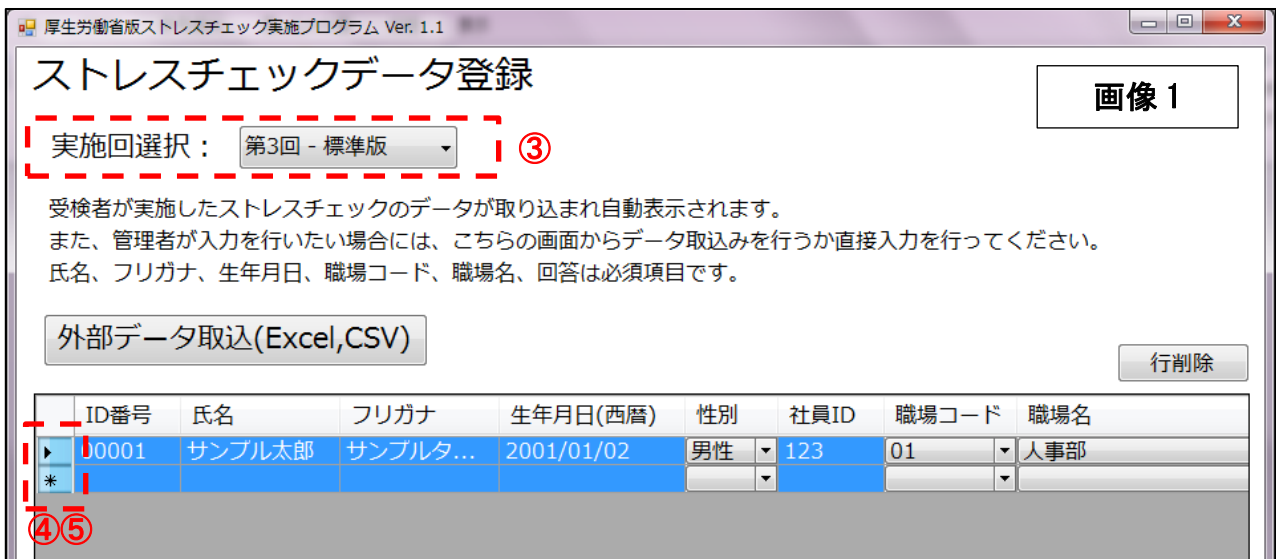 厚生労働省版ストレスチェック実施プログラム Ver. 1.1
ストレスチェックデータ登録
画像１
実施回選択： 第3回 - 標準版 ③
受検者が実施したストレスチェックのデータが取り込まれ自動表示されます。
また、管理者が入力を行いたい場合には、こちらの画面からデータ取込みを行うか直接入力を行ってください。
氏名、フリガナ、生年月日、職場コード、職場名、回答は必須項目です。
外部データ取込(Excel,CSV)
行削除
ID番号 氏名 フリガナ 生年月日(西暦) 性別 社員ID 職場コード 職場名
00001 サンプル太郎 サンプルタ... 2001/01/02 男性 123 01 人事部
*
④⑤